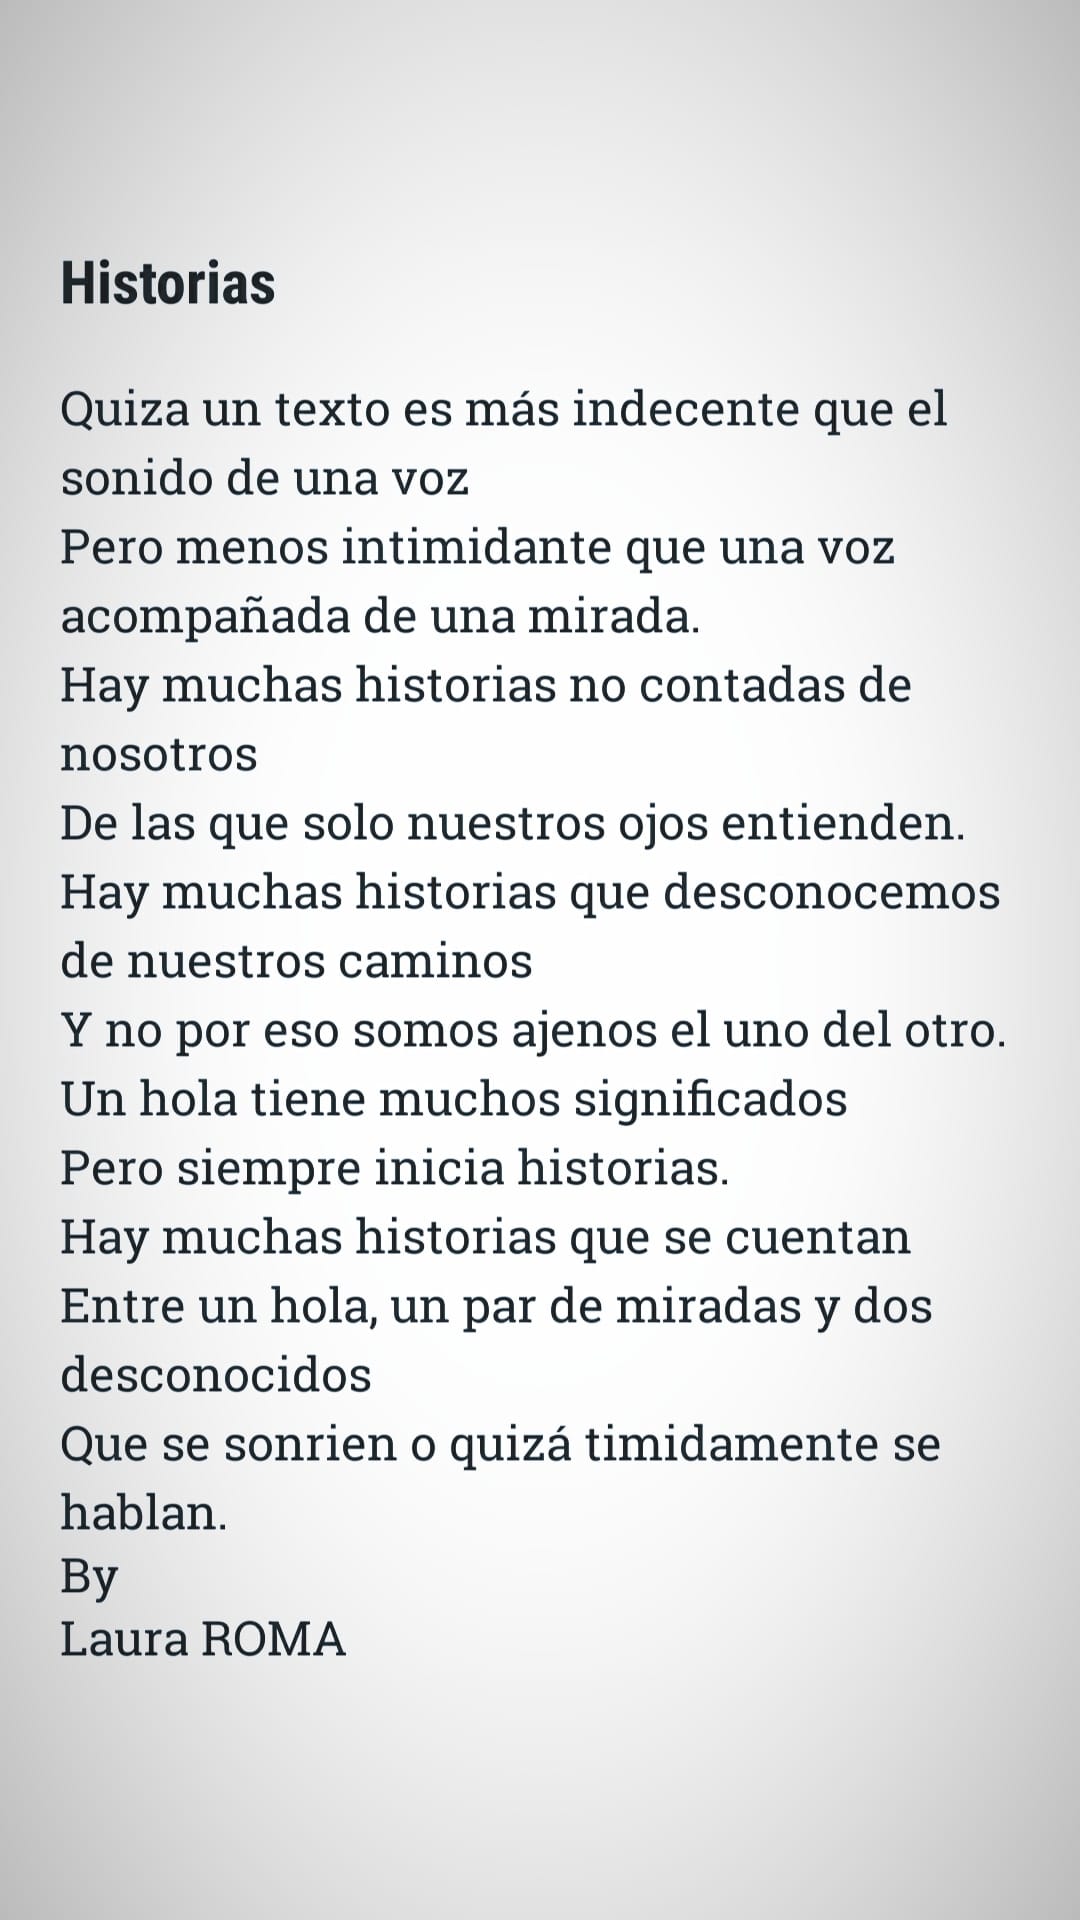 Historias
Quiza un texto es más indecente que el
sonido de una voz
Pero menos intimidante que una voz
acompañada de una mirada.
Hay muchas historias no contadas de
nosotros
De las que solo nuestros ojos entienden.
Hay muchas historias que desconocemos
de nuestros caminos
Y no por eso somos ajenos el uno del otro.
Un hola tiene muchos significados
Pero siempre inicia historias.
Hay muchas historias que se cuentan
Entre un hola, un par de miradas y dos
desconocidos
Que se sonrien o quizá timidamente se
hablan.
By
Laura ROMA